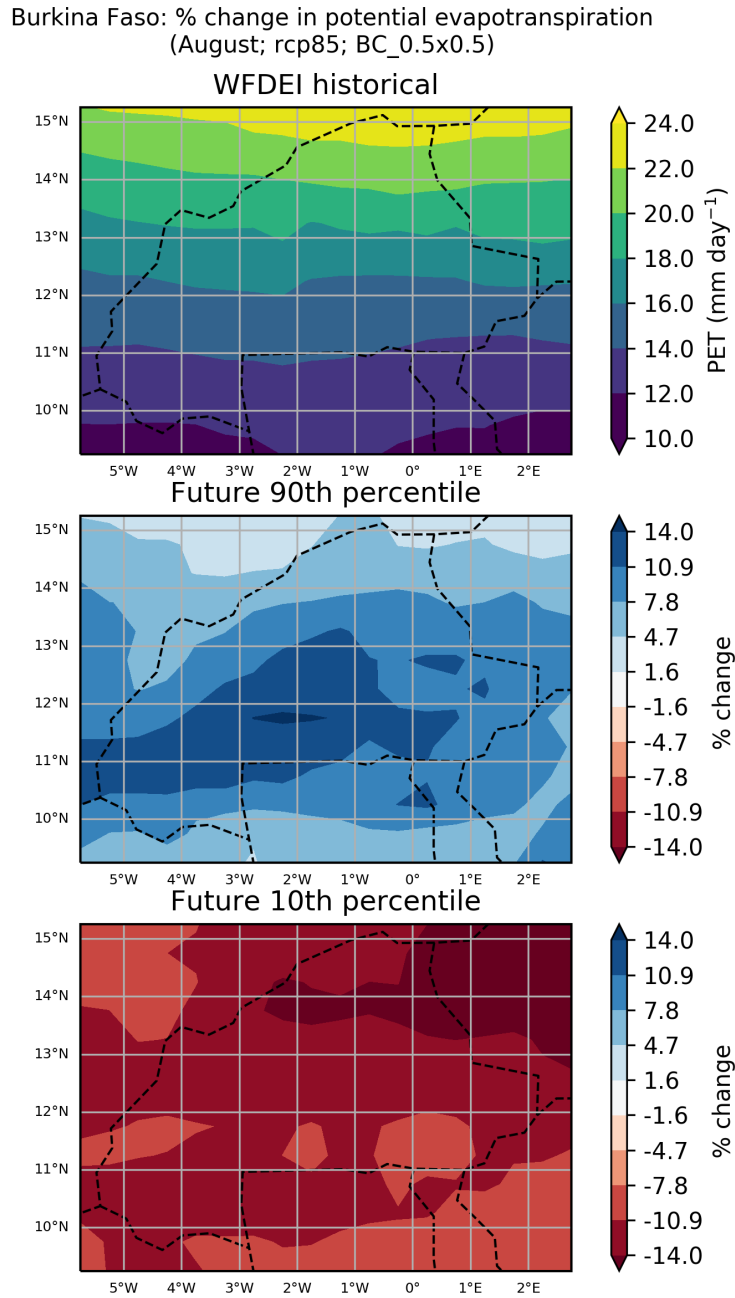 Burkina Faso: % change in potential evapotranspiration
(August; rcp85; BC_0.5x0.5)
WFDEI historical
15°N
14°N
13°N
12°N
11°N
10°N
5°W 4°W 3°W 2°W 1°W 0° 1°E 2°E
24.0
22.0
20.0
18.0
16.0
14.0
12.0
10.0
PET (mm day⁻¹)
Future 90th percentile
15°N
14°N
13°N
12°N
11°N
10°N
5°W 4°W 3°W 2°W 1°W 0° 1°E 2°E
14.0
10.9
7.8
4.7
1.6
-1.6
-4.7
-7.8
-10.9
-14.0
% change
Future 10th percentile
15°N
14°N
13°N
12°N
11°N
10°N
5°W 4°W 3°W 2°W 1°W 0° 1°E 2°E
14.0
10.9
7.8
4.7
1.6
-1.6
-4.7
-7.8
-10.9
-14.0
% change